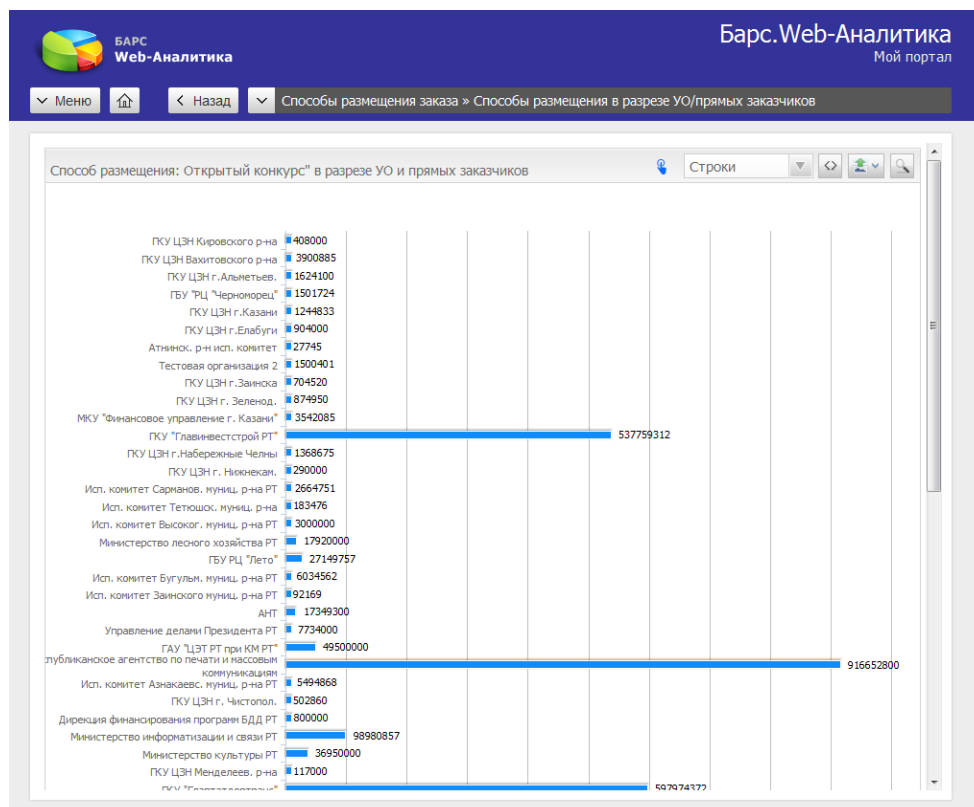 БАРС
Web-Аналитика
Барс.Web-Аналитика
Мой портал
Меню
Назад
Способы размещения заказа » Способы размещения в разрезе УО/прямых заказчиков
Способ размещения: Открытый конкурс" в разрезе УО и прямых заказчиков
Строки
ГКУ ЦЗН Кировского р-на 408000
ГКУ ЦЗН Вахитовского р-на 3900885
ГКУ ЦЗН г.Альметьев. 1624100
ГБУ "РЦ "Черноморец" 1501724
ГКУ ЦЗН г.Казани 1244833
ГКУ ЦЗН г.Елабуги 904000
Атнинск. р-н исп. комитет 27745
Тестовая организация 2 1500401
ГКУ ЦЗН г.Заинска 704520
ГКУ ЦЗН г. Зеленод. 874950
МКУ "Финансовое управление г. Казани" 3542085
ГКУ "Главинвестстрой РТ" 537759312
ГКУ ЦЗН г.Набережные Челны 1368675
ГКУ ЦЗН г. Нижнекам. 290000
Исп. комитет Сарманов. муниц. р-на РТ 2664751
Исп. комитет Тетюшск. муниц. р-на 183476
Исп. комитет Высоког. муниц. р-на РТ 3000000
Министерство лесного хозяйства РТ 17920000
ГБУ РЦ "Лето" 27149757
Исп. комитет Бугульм. муниц. р-на РТ 6034562
Исп. комитет Заинского муниц. р-на РТ 92169
АНТ 17349300
Управление делами Президента РТ 7734000
ГАУ "ЦЭТ РТ при КМ РТ" 49500000
публиканское агентство по печати и массовым
коммуникациям 916652800
Исп. комитет Азнакаевс. муниц. р-на РТ 5494868
ГКУ ЦЗН г. Чистопол. 502860
Дирекция финансирования программ БДД РТ 800000
Министерство информатизации и связи РТ 98980857
Министерство культуры РТ 36950000
ГКУ ЦЗН Менделеев. р-на 117000
ГКУ "Главтатдортранс" 597974372